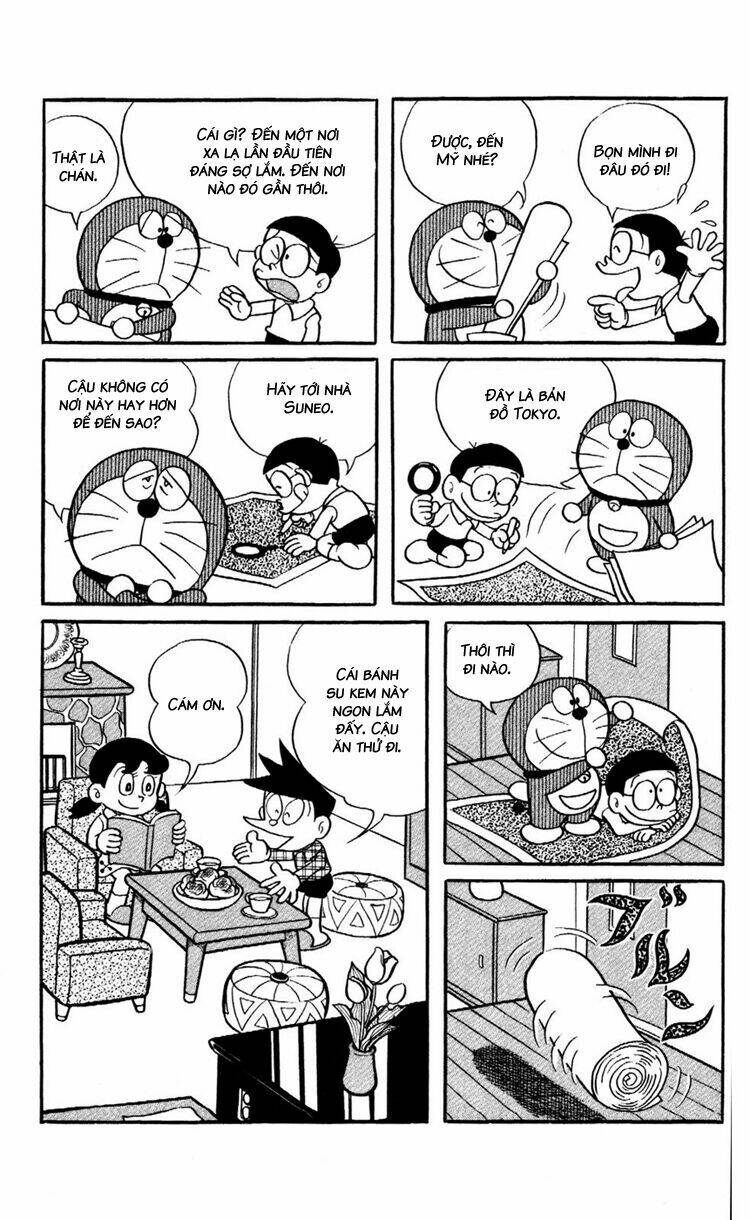 Bọn mình đi
đâu đó đi!
Được, đến
Mỹ nhé?
Cái gì? Đến một nơi
xa lạ lần đầu tiên
đáng sợ lắm. Đến nơi
nào đó gần thôi.
Thật là
chán.
Đây là bản
đồ Tokyo.
Hãy tới nhà
Suneo.
Cậu không có
nơi này hay hơn
để đến sao?
Thôi thì
đi nào.
ブルン
Cái bánh
su kem này
ngon lắm
đấy. Cậu
ăn thử đi.
Cám ơn.